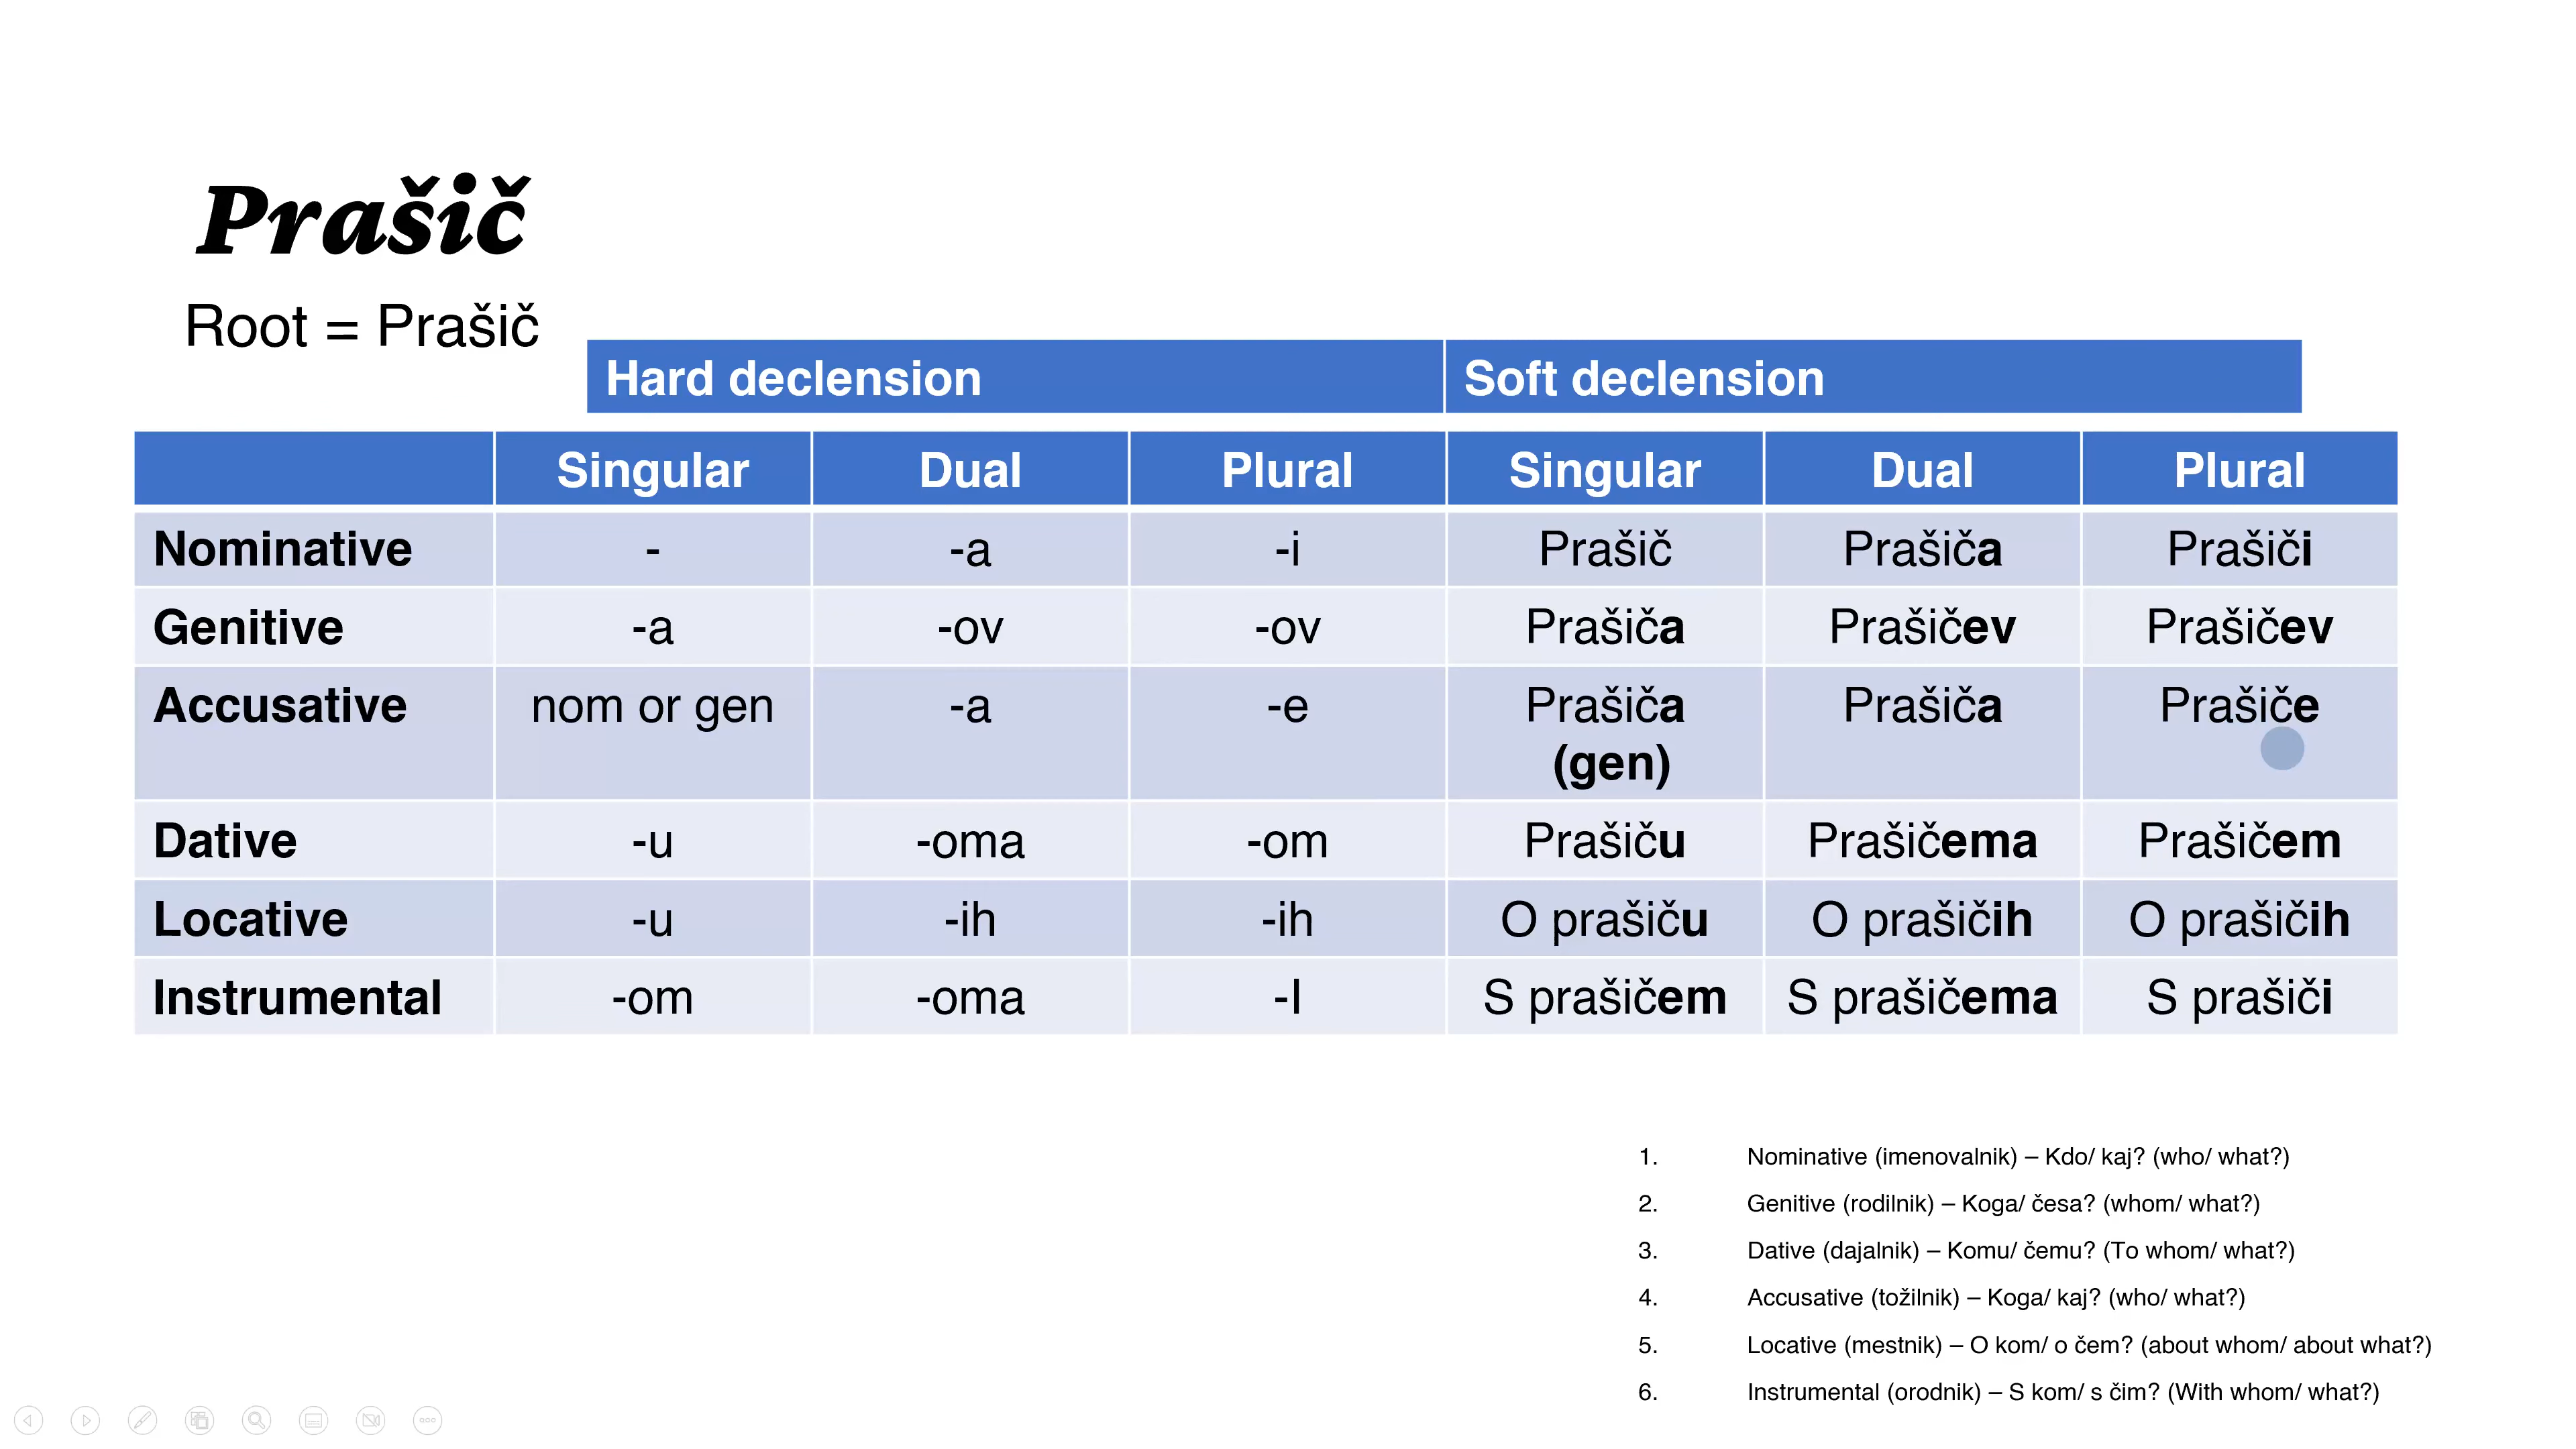 Prašič
Root = Prašič
Hard declension Soft declension
Singular Dual Plural Singular Dual Plural
Nominative - -a -i Prašič Prašiča Prašiči
Genitive -a -ov -ov Prašiča Prašičev Prašičev
Accusative nom or gen -a -e Prašiča Prašiča Prašiče
(gen)
Dative -u -oma -om Prašiču Prašičema Prašičem
Locative -u -ih -ih O prašiču O prašičih O prašičih
Instrumental -om -oma -I S prašičem S prašičema S prašiči
1. Nominative (imenovalnik) – Kdo/ kaj? (who/ what?)
2. Genitive (rodilnik) – Koga/ česa? (whom/ what?)
3. Dative (dajalnik) – Komu/ čemu? (To whom/ what?)
4. Accusative (tožilnik) – Koga/ kaj? (who/ what?)
5. Locative (mestnik) – O kom/ o čem? (about whom/ about what?)
6. Instrumental (orodnik) – S kom/ s čim? (With whom/ what?)